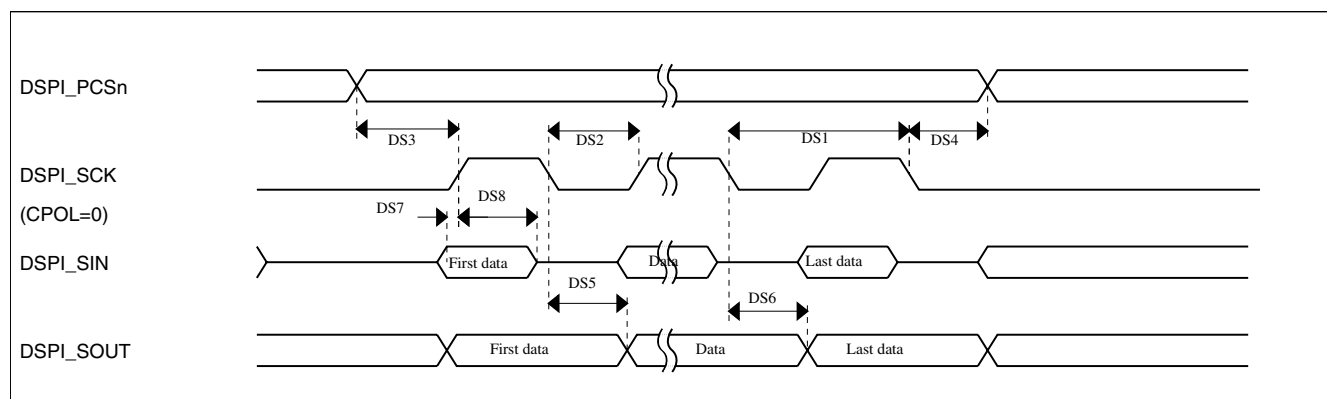 DSPI_PCSn
DS3
DS2
DS1
DS4
DSPI_SCK
(CPOL=0)
DS7
DS8
DSPI_SIN
First data
Data
Last data
DS5
DS6
DSPI_SOUT
First data
Data
Last data